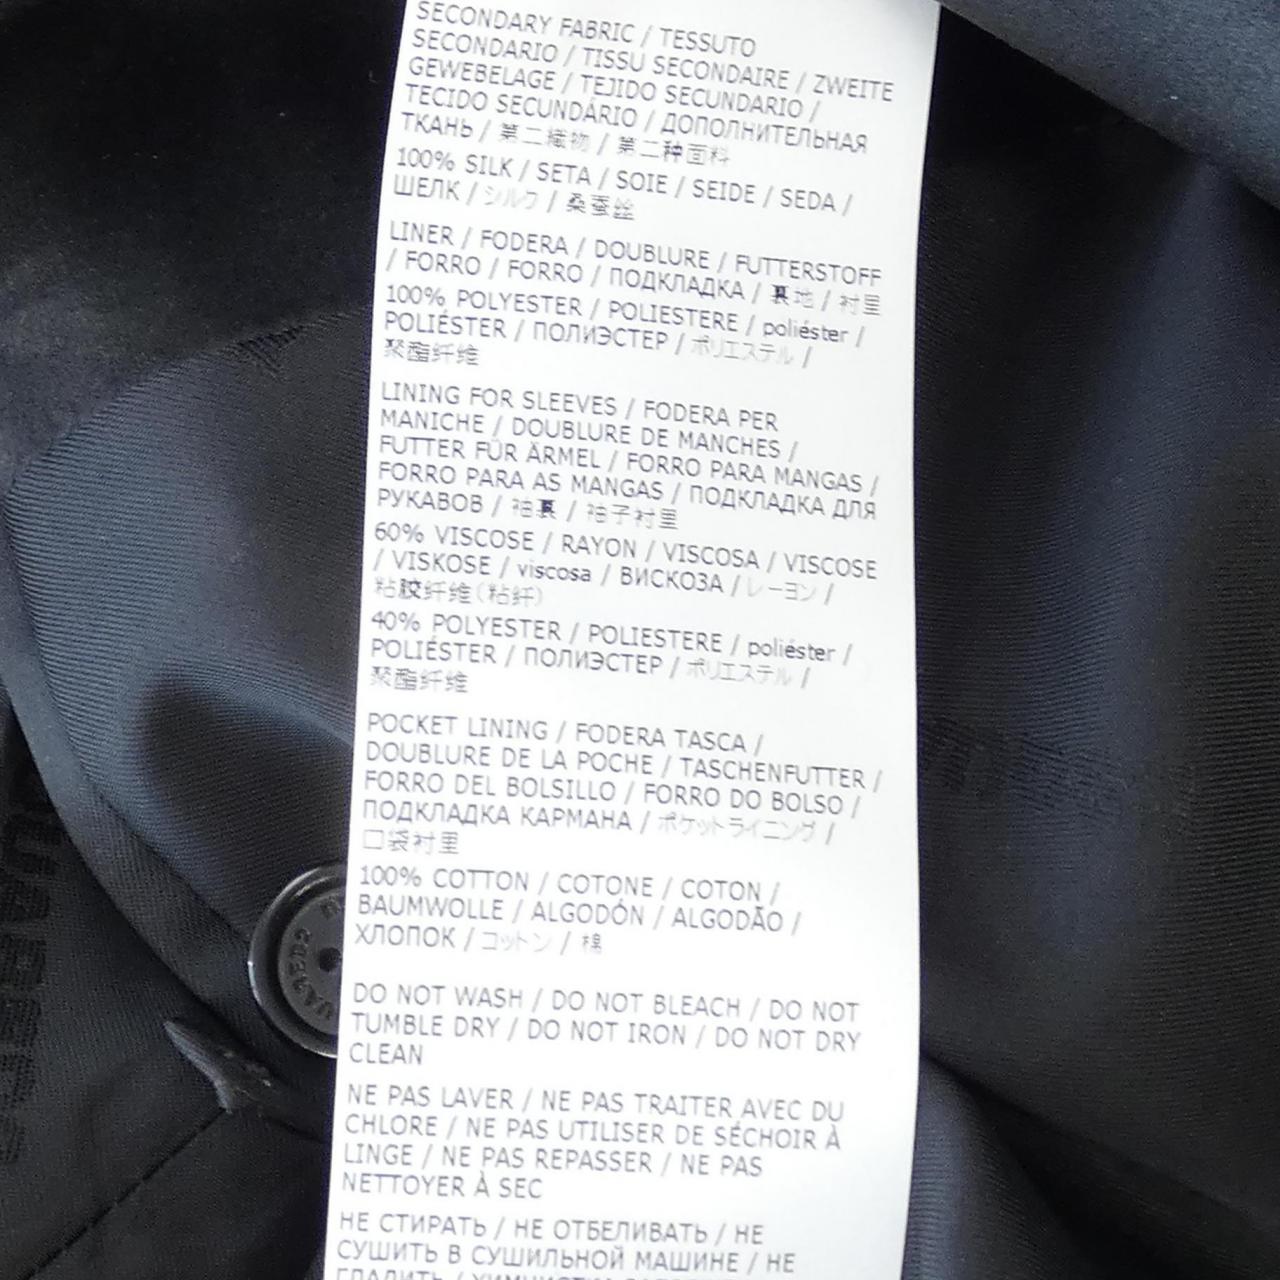 SECONDARY FABRIC / TESSUTO
SECONDARIO / TISSU SECONDAIRE / ZWEITE
GEWEBELAGE / TEJIDO SECUNDARIO /
TECIDO SECUNDÁRIO / ДОПОЛНИТЕЛЬНАЯ
ТКАНЬ / 第二織物 / 第二种面料
100% SILK / SETA / SOIE / SEIDE / SEDA /
ШЕЛК / シルク / 桑蚕丝
LINER / FODERA / DOUBLURE / FUTTERSTOFF
/ FORRO / FORRO / ПОДКЛАДКА / 裏地 / 衬里
100% POLYESTER / POLIESTERE / poliéster /
POLIÉSTER / ПОЛИЭСТЕР / ポリエステル /
聚酯纤维
LINING FOR SLEEVES / FODERA PER
MANICHE / DOUBLURE DE MANCHES /
FUTTER FÜR ÄRMEL / FORRO PARA MANGAS /
FORRO PARA AS MANGAS / ПОДКЛАДКА ДЛЯ
РУКАВОВ / 袖裏 / 袖子衬里
60% VISCOSE / RAYON / VISCOSA / VISCOSE
/ VISKOSE / viscosa / ВИСКОЗА / レーヨン /
粘胶纤维(粘纤)
40% POLYESTER / POLIESTERE / poliéster /
POLIÉSTER / ПОЛИЭСТЕР / ポリエステル /
聚酯纤维
POCKET LINING / FODERA TASCA /
DOUBLURE DE LA POCHE / TASCHENFUTTER /
FORRO DEL BOLSILLO / FORRO DO BOLSO /
ПОДКЛАДКА КАРМАНА / ポケットライニング /
口袋衬里
100% COTTON / COTONE / COTON /
BAUMWOLLE / ALGODÓN / ALGODÃO /
ХЛОПОК / コットン / 棉
DO NOT WASH / DO NOT BLEACH / DO NOT
TUMBLE DRY / DO NOT IRON / DO NOT DRY
CLEAN
NE PAS LAVER / NE PAS TRAITER AVEC DU
CHLORE / NE PAS UTILISER DE SÉCHOIR À
LINGE / NE PAS REPASSER / NE PAS
NETTOYER À SEC
НЕ СТИРАТЬ / НЕ ОТБЕЛИВАТЬ / НЕ
СУШИТЬ В СУШИЛЬНОЙ МАШИНЕ / НЕ
ГЛАДИТЬ / ХИМЧИСТКА